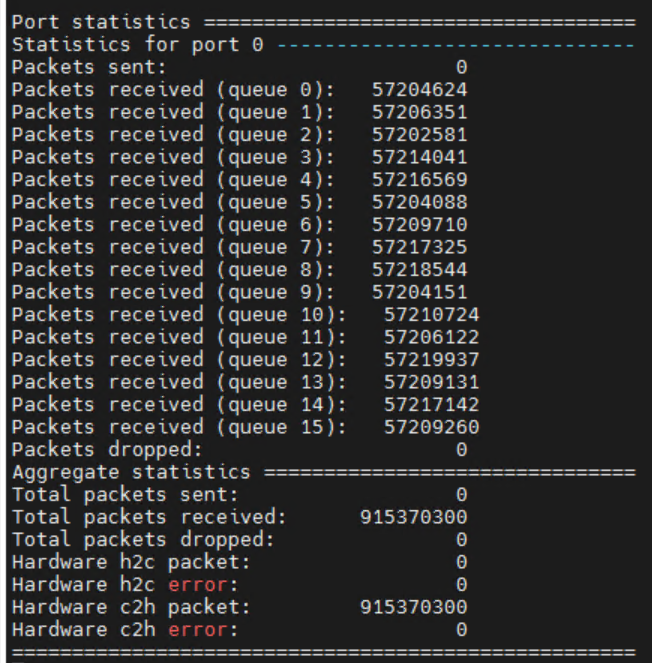 Port statistics ====================================
Statistics for port 0 ------------------------------
Packets sent:                        0
Packets received (queue 0):   57204624
Packets received (queue 1):   57206351
Packets received (queue 2):   57202581
Packets received (queue 3):   57214041
Packets received (queue 4):   57216569
Packets received (queue 5):   57204088
Packets received (queue 6):   57209710
Packets received (queue 7):   57217325
Packets received (queue 8):   57218544
Packets received (queue 9):   57204151
Packets received (queue 10):   57210724
Packets received (queue 11):   57206122
Packets received (queue 12):   57219937
Packets received (queue 13):   57209131
Packets received (queue 14):   57217142
Packets received (queue 15):   57209260
Packets dropped:                     0
Aggregate statistics ===============================
Total packets sent:                  0
Total packets received:      915370300
Total packets dropped:               0
Hardware h2c packet:                 0
Hardware h2c error:                  0
Hardware c2h packet:         915370300
Hardware c2h error:                  0
====================================================